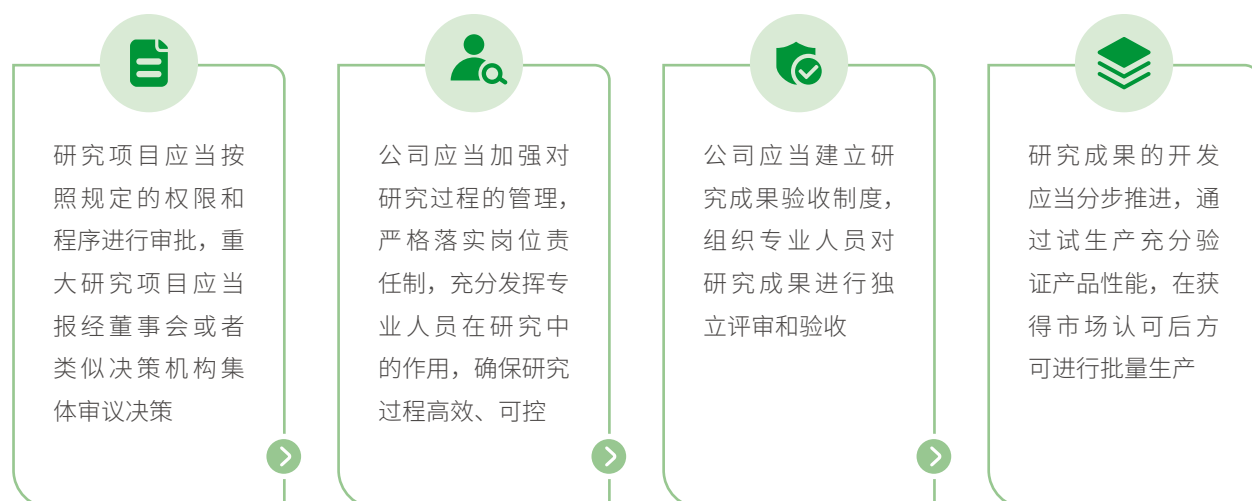 研究项目应当按
照规定的权限和
程序进行审批，重
大研究项目应当
报经董事会或者
类似决策机构集
体审议决策
公司应当加强对
研究过程的管理，
严格落实岗位责
任制，充分发挥专
业人员在研究中
的作用，确保研究
过程高效、可控
公司应当建立研
究成果验收制度，
组织专业人员对
研究成果进行独
立评审和验收
研究成果的开发
应当分步推进，通
过试生产充分验
证产品性能，在获
得市场认可后方
可进行批量生产